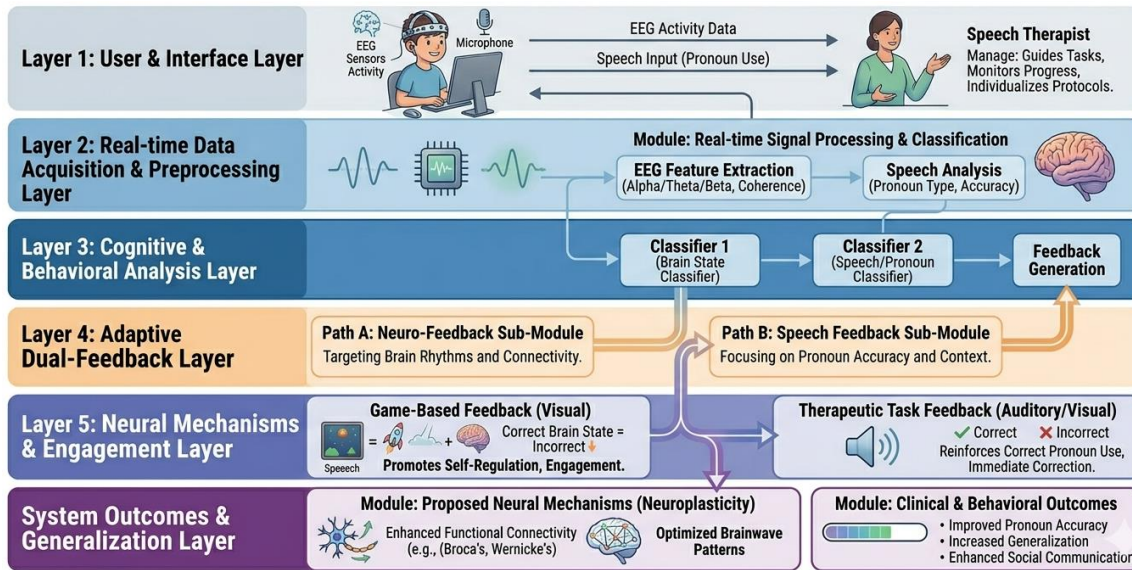 Layer 1: User & Interface Layer
EEG
Sensors
Activity
Microphone
EEG Activity Data
Speech Input (Pronoun Use)
Speech Therapist
Manage: Guides Tasks,
Monitors Progress,
Individualizes Protocols.
Layer 2: Real-time Data
Acquisition & Preprocessing
Layer
Module: Real-time Signal Processing & Classification
EEG Feature Extraction
(Alpha/Theta/Beta, Coherence)
Speech Analysis
(Pronoun Type, Accuracy)
Layer 3: Cognitive &
Behavioral Analysis Layer
Classifier 1
(Brain State
Classifier)
Classifier 2
(Speech/Pronoun
Classifier)
Feedback
Generation
Layer 4: Adaptive
Dual-Feedback Layer
Path A: Neuro-Feedback Sub-Module
Targeting Brain Rhythms and Connectivity.
Path B: Speech Feedback Sub-Module
Focusing on Pronoun Accuracy and Context.
Layer 5: Neural Mechanisms
& Engagement Layer
Game-Based Feedback (Visual)
Speeech
=
+
Correct Brain State =
Incorrect
Promotes Self-Regulation, Engagement.
Therapeutic Task Feedback (Auditory/Visual)
✓ Correct ✗ Incorrect
Reinforces Correct Pronoun Use,
Immediate Correction.
System Outcomes &
Generalization Layer
Module: Proposed Neural Mechanisms (Neuroplasticity)
Enhanced Functional Connectivity
(e.g., (Broca's, Wernicke's)
Optimized Brainwave
Patterns
Module: Clinical & Behavioral Outcomes
• Improved Pronoun Accuracy
• Increased Generalization
• Enhanced Social Communication